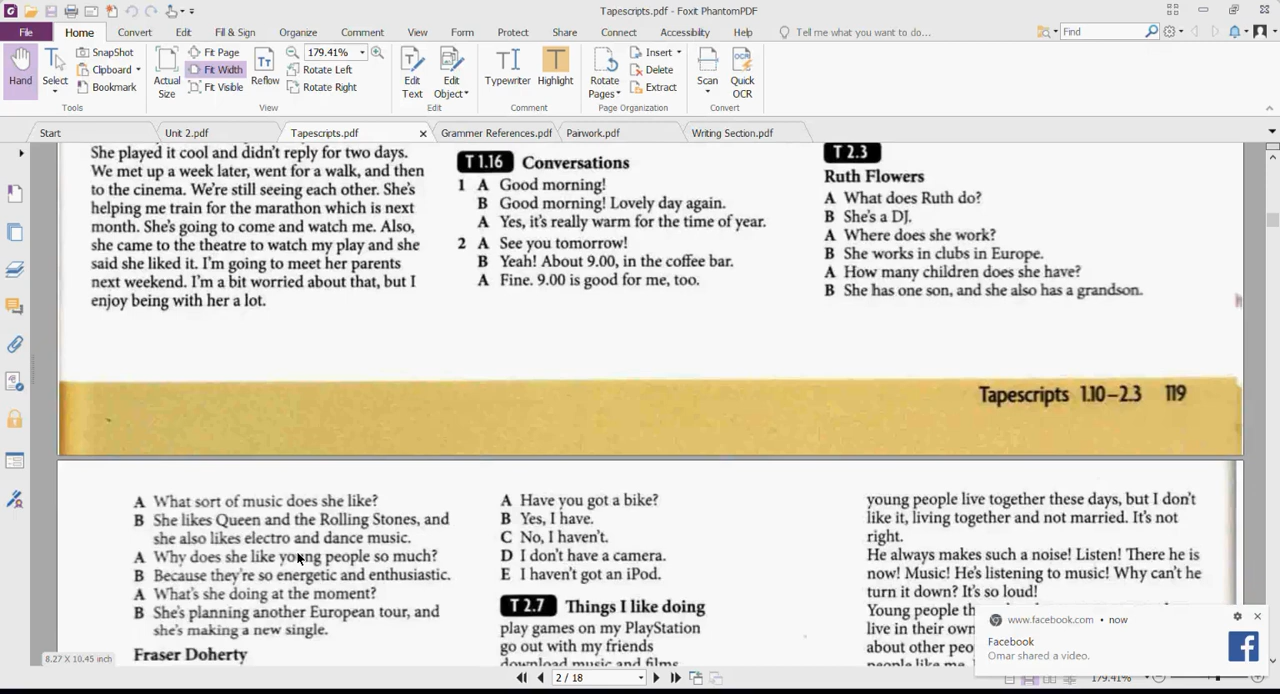 Tapescripts.pdf - Foxit PhantomPDF
File
Home
Convert
Edit
Fill & Sign
Organize
Comment
View
Form
Protect
Share
Connect
Accessibility
Help
Tell me what you want to do...
Find
Hand
Select
SnapShot
Clipboard
Bookmark
Tools
Actual Size
Fit Page
Fit Width
Fit Visible
Reflow
179.41%
Rotate Left
Rotate Right
View
Edit Text
Edit Object
Edit
Typewriter
Highlight
Comment
Rotate Pages
Insert
Delete
Extract
Page Organization
Scan
Quick OCR
Convert
Start
Unit 2.pdf
Tapescripts.pdf
Grammer References.pdf
Pairwork.pdf
Writing Section.pdf
She played it cool and didn't reply for two days.
We met up a week later, went for a walk, and then
to the cinema. We're still seeing each other. She's
helping me train for the marathon which is next
month. She's going to come and watch me. Also,
she came to the theatre to watch my play and she
said she liked it. I'm going to meet her parents
next weekend. I'm a bit worried about that, but I
enjoy being with her a lot.
T 1.16 Conversations
1 A Good morning!
B Good morning! Lovely day again.
A Yes, it's really warm for the time of year.
2 A See you tomorrow!
B Yeah! About 9.00, in the coffee bar.
A Fine. 9.00 is good for me, too.
T 2.3
Ruth Flowers
A What does Ruth do?
B She's a DJ.
A Where does she work?
B She works in clubs in Europe.
A How many children does she have?
B She has one son, and she also has a grandson.
Tapescripts 1.10–2.3 119
A What sort of music does she like?
B She likes Queen and the Rolling Stones, and
she also likes electro and dance music.
A Why does she like young people so much?
B Because they're so energetic and enthusiastic.
A What's she doing at the moment?
B She's planning another European tour, and
she's making a new single.
Fraser Doherty
A Have you got a bike?
B Yes, I have.
C No, I haven't.
D I don't have a camera.
E I haven't got an iPod.
T 2.7 Things I like doing
play games on my PlayStation
go out with my friends
download music and films
young people live together these days, but I don't
like it, living together and not married. It's not
right.
He always makes such a noise! Listen! There he is
now! Music! He's listening to music! Why can't he
turn it down? It's so loud!
Young people th
live in their own
about other peo
people like me.
www.facebook.com • now
Facebook
Omar shared a video.
8.27 X 10.45 inch
2 / 18
179.41%